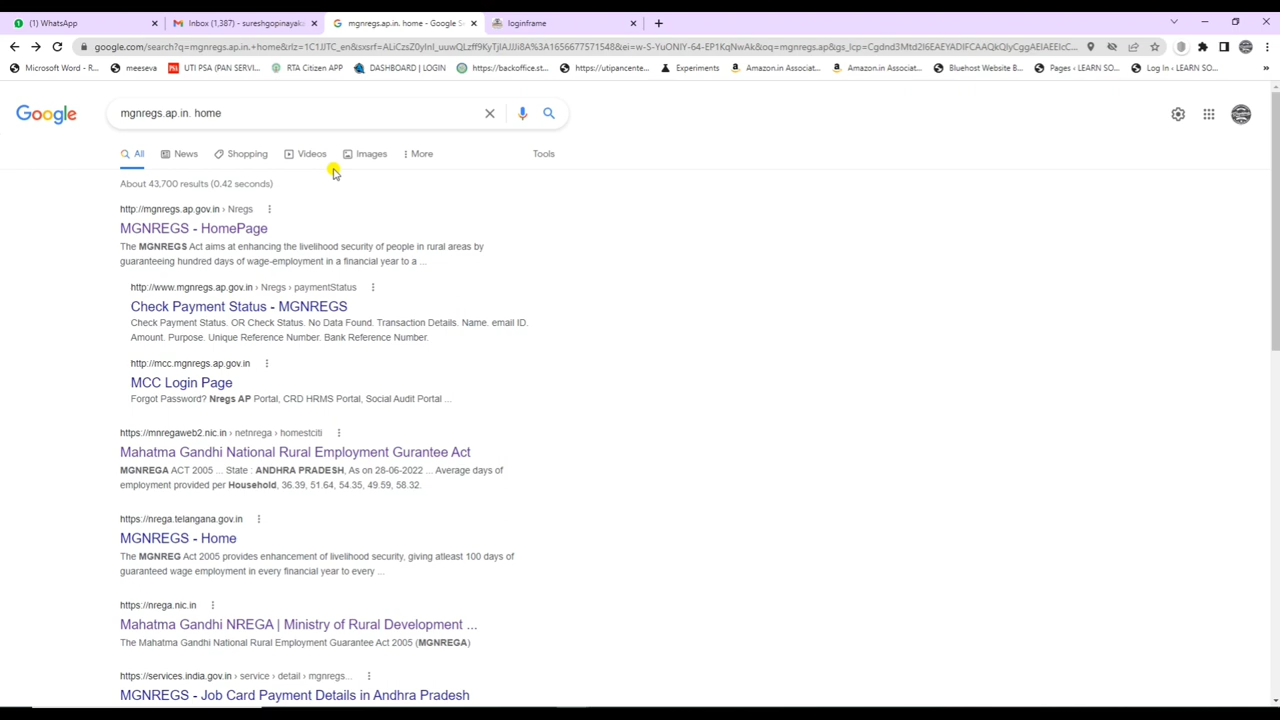 (1) WhatsApp
Inbox (1,387) - sureshgopinayaka
mgnregs.ap.in. home - Google Se
loginframe
google.com/search?q=mgnregs.ap.in.+home&rlz=1C1JJTC_en&sxsrf=
Microsoft Word - R...
meeseva
UTI PSA (PAN SERVI...
RTA Citizen APP
DASHBOARD | LOGIN
https://backoffice.st...
https://utipancente...
Experiments
Amazon.in Associat...
Amazon.in Associat...
Bluehost Website B...
Pages ‹ LEARN SO...
Log In ‹ LEARN SO...
»
Google
mgnregs.ap.in. home
All
News
Shopping
Videos
Images
More
Tools
About 43,700 results (0.42 seconds)
http://mgnregs.ap.gov.in › Nregs
MGNREGS - HomePage
The MGNREGS Act aims at enhancing the livelihood security of people in rural areas by
guaranteeing hundred days of wage-employment in a financial year to a ...
http://www.mgnregs.ap.gov.in › Nregs › paymentStatus
Check Payment Status - MGNREGS
Check Payment Status. OR Check Status. No Data Found. Transaction Details. Name. email ID.
Amount. Purpose. Unique Reference Number. Bank Reference Number.
http://mcc.mgnregs.ap.gov.in
MCC Login Page
Forgot Password? Nregs AP Portal, CRD HRMS Portal, Social Audit Portal ...
https://mnregaweb2.nic.in › netnrega › homestciti
Mahatma Gandhi National Rural Employment Gurantee Act
MGNREGA ACT 2005 ... State : ANDHRA PRADESH, As on 28-06-2022 ... Average days of
employment provided per Household, 36.39, 51.64, 54.35, 49.59, 58.32.
https://nrega.telangana.gov.in
MGNREGS - Home
The MGNREG Act 2005 provides enhancement of livelihood security, giving atleast 100 days of
guaranteed wage employment in every financial year to every ...
https://nrega.nic.in
Mahatma Gandhi NREGA | Ministry of Rural Development ...
The Mahatma Gandhi National Rural Employment Guarantee Act 2005 (MGNREGA)
https://services.india.gov.in › service › detail › mgnregs...
MGNREGS - Job Card Payment Details in Andhra Pradesh